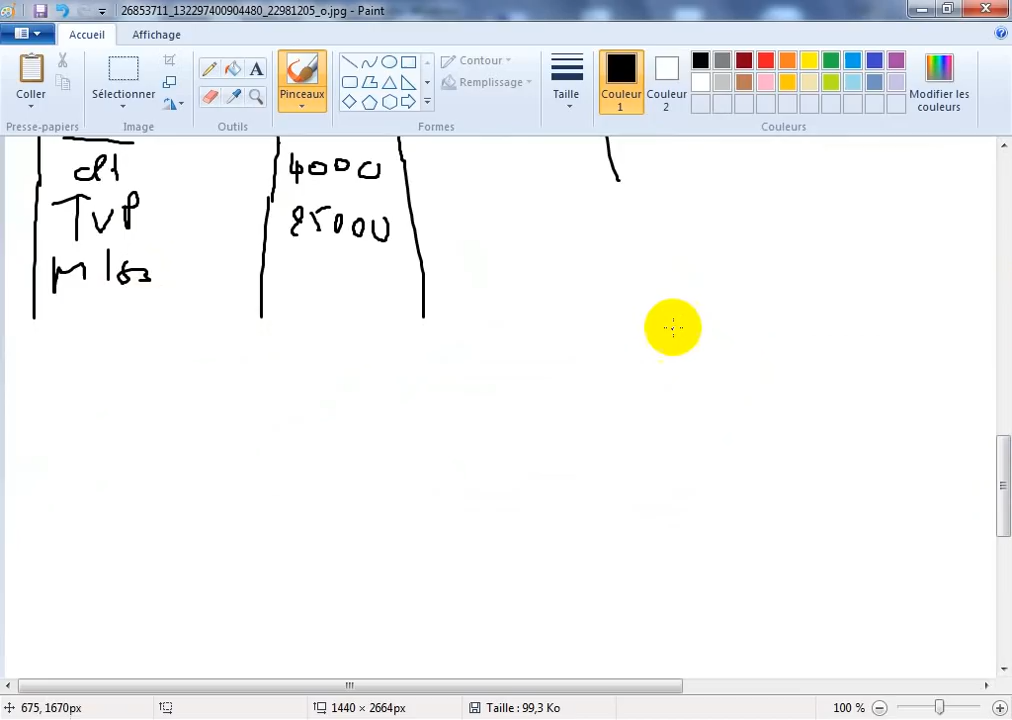 26853711_132297400904480_22981205_o.jpg - Paint
Accueil Affichage
Coller Sélectionner Pinceaux Contour Remplissage Taille Couleur 1 Couleur 2 Modifier les couleurs
Presse-papiers Image Outils Formes Couleurs
4000
TVP
675, 1670px 1440 × 2664px Taille : 99,3 Ko 100 %